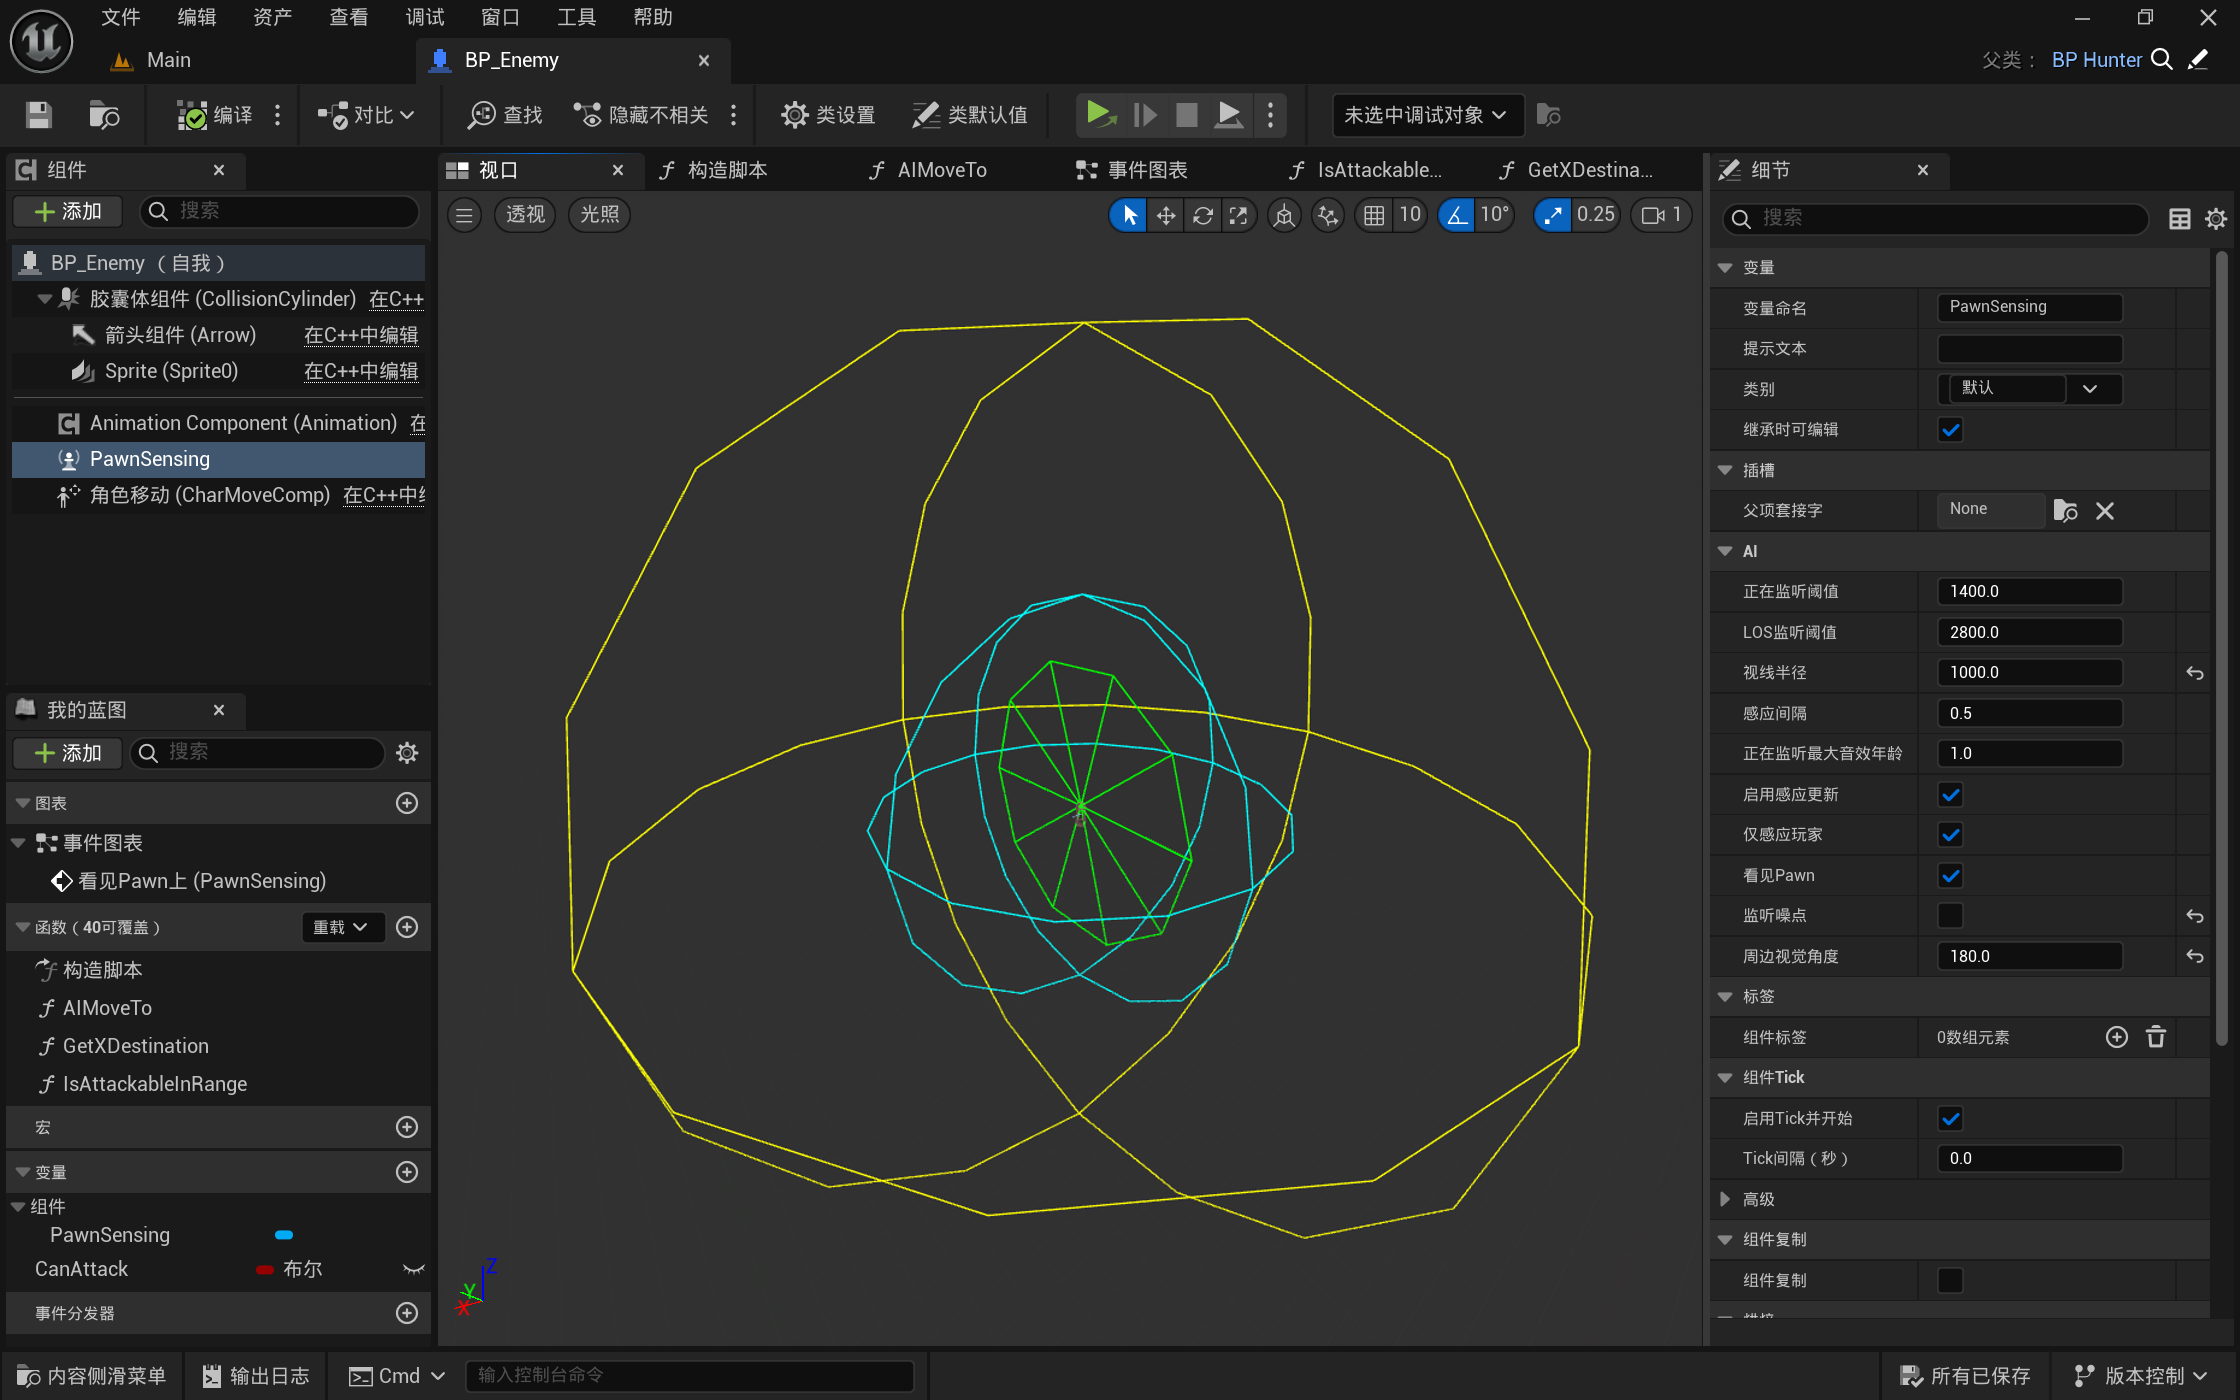 文件 编辑 资产 查看 调试 窗口 工具 帮助
Main
BP_Enemy
父类： BP Hunter
编译
对比
查找
隐藏不相关
类设置
类默认值
未选中调试对象
组件
添加
搜索
BP_Enemy （自我）
胶囊体组件 (CollisionCylinder) 在C++
箭头组件 (Arrow) 在C++中编辑
Sprite (Sprite0) 在C++中编辑
Animation Component (Animation) 在
PawnSensing
角色移动 (CharMoveComp) 在C++中
我的蓝图
添加
搜索
图表
事件图表
看见Pawn上 (PawnSensing)
函数（40可覆盖） 重载
构造脚本
AIMoveTo
GetXDestination
IsAttackableInRange
宏
变量
组件
PawnSensing
CanAttack 布尔
事件分发器
视口 构造脚本 AIMoveTo 事件图表 IsAttackable... GetXDestina...
透视 光照 10 10° 0.25 1
Z
Y
X
细节
搜索
变量
变量命名 PawnSensing
提示文本
类别 默认
继承时可编辑
插槽
父项套接字 None
AI
正在监听阈值 1400.0
LOS监听阈值 2800.0
视线半径 1000.0
感应间隔 0.5
正在监听最大音效年龄 1.0
启用感应更新
仅感应玩家
看见Pawn
监听噪点
周边视觉角度 180.0
标签
组件标签 0数组元素
组件Tick
启用Tick并开始
Tick间隔（秒） 0.0
高级
组件复制
组件复制
内容侧滑菜单 输出日志 Cmd 输入控制台命令 所有已保存 版本控制